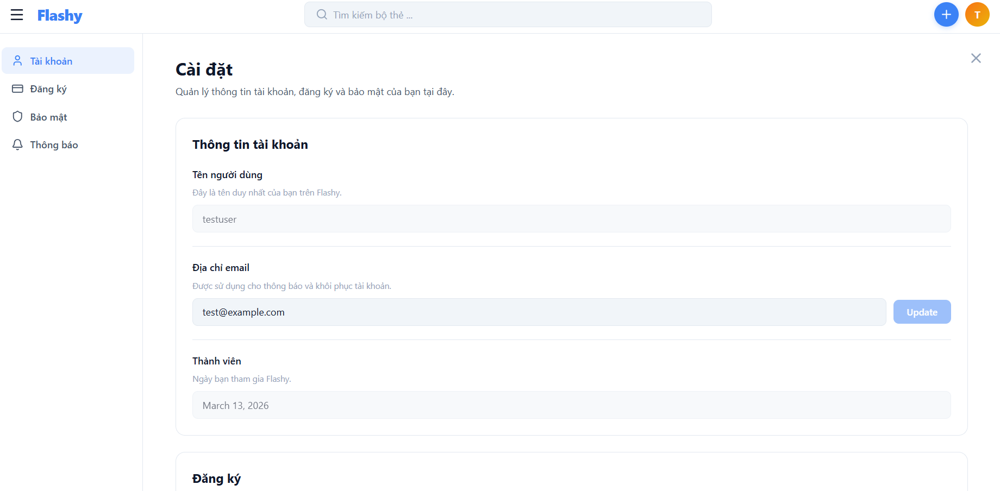 Flashy
Tìm kiếm bộ thẻ ...
T
Tài khoản
Đăng ký
Bảo mật
Thông báo
Cài đặt
Quản lý thông tin tài khoản, đăng ký và bảo mật của bạn tại đây.
Thông tin tài khoản
Tên người dùng
Đây là tên duy nhất của bạn trên Flashy.
testuser
Địa chỉ email
Được sử dụng cho thông báo và khôi phục tài khoản.
test@example.com
Update
Thành viên
Ngày bạn tham gia Flashy.
March 13, 2026
Đăng ký